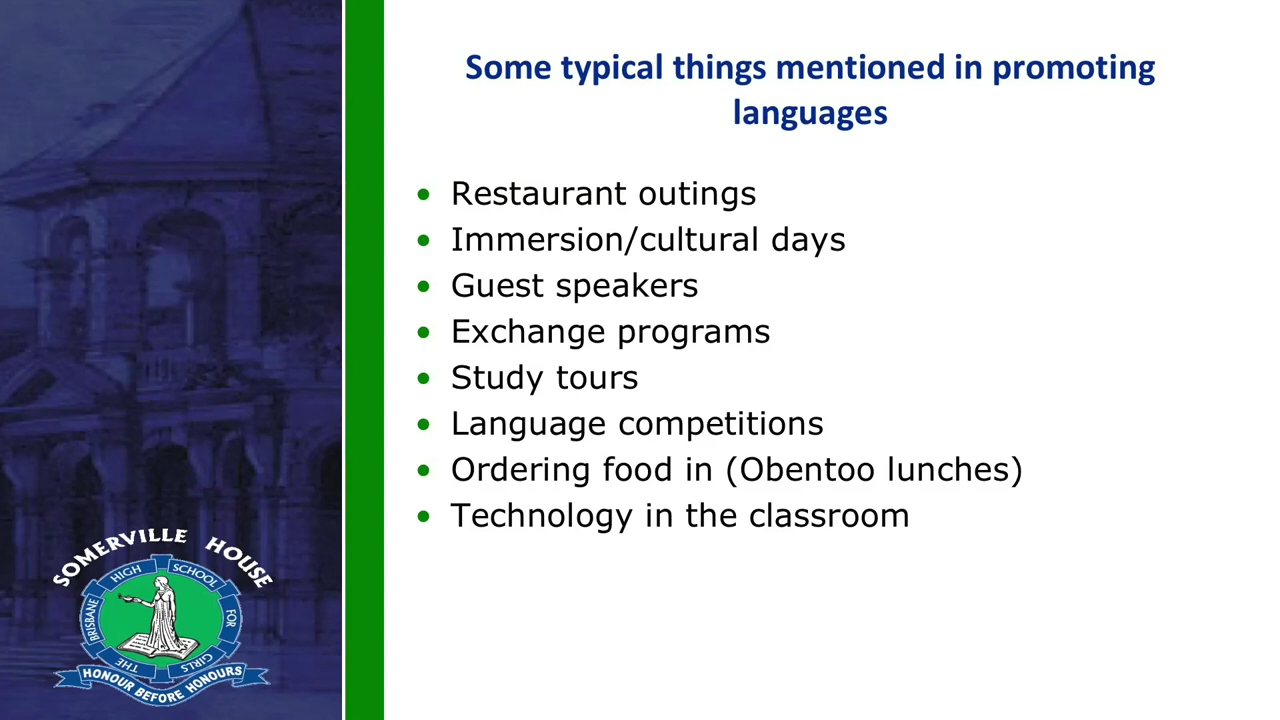 Some typical things mentioned in promoting
languages
• Restaurant outings
• Immersion/cultural days
• Guest speakers
• Exchange programs
• Study tours
• Language competitions
• Ordering food in (Obentoo lunches)
• Technology in the classroom
SOMERVILLE HOUSE
THE BRISBANE HIGH SCHOOL FOR GIRLS
HONOUR BEFORE HONOURS